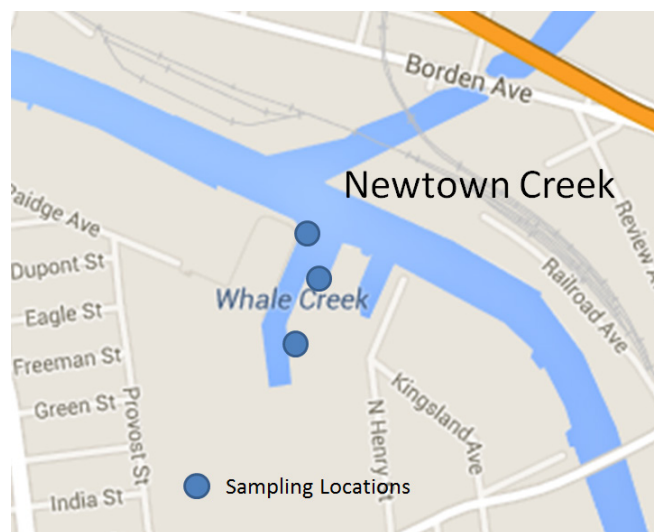 Borden Ave
Newtown Creek
Review A
Railroad Ave
Paidge Ave
Dupont St
Whale Creek
Eagle St
Freeman St
Green St
Provost St
Kingsland Ave
N Henry St
India St
Sampling Locations